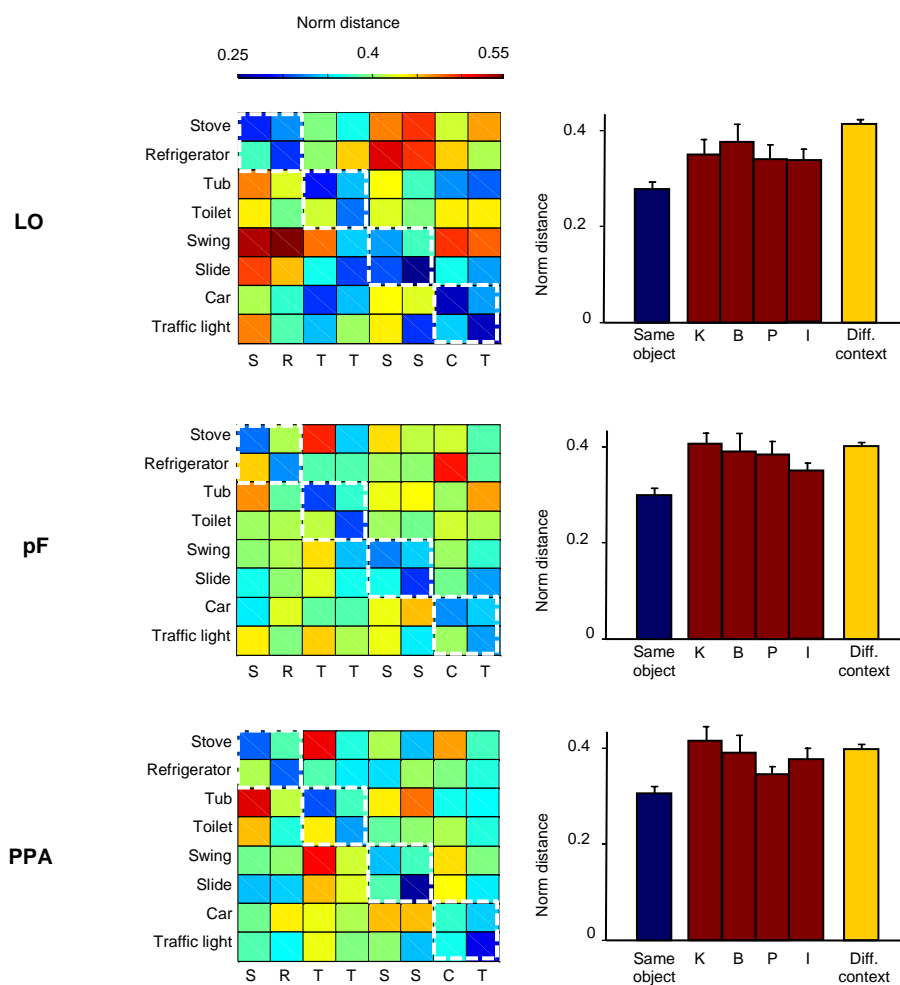 Norm distance
0.25 0.4 0.55
LO
Stove
Refrigerator
Tub
Toilet
Swing
Slide
Car
Traffic light
S R T T S S C T
Norm distance
0.4
0.2
0
Same object K B P I Diff. context
pF
Stove
Refrigerator
Tub
Toilet
Swing
Slide
Car
Traffic light
S R T T S S C T
Norm distance
0.4
0.2
0
Same object K B P I Diff. context
PPA
Stove
Refrigerator
Tub
Toilet
Swing
Slide
Car
Traffic light
S R T T S S C T
Norm distance
0.4
0.2
0
Same object K B P I Diff. context